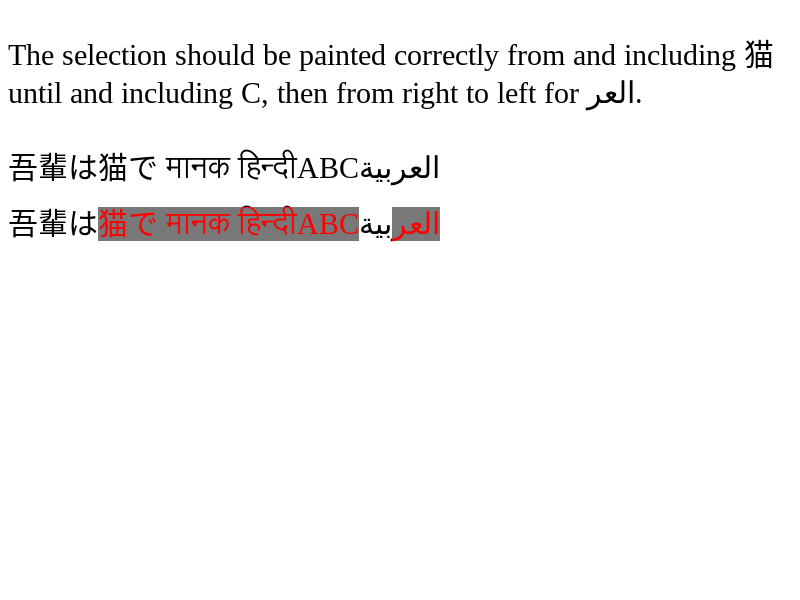 The selection should be painted correctly from and including 猫
until and including C, then from right to left for العر.
吾輩は猫で मानक हिन्दीABCالعربية
吾輩は猫で मानक हिन्दीABCالعربية